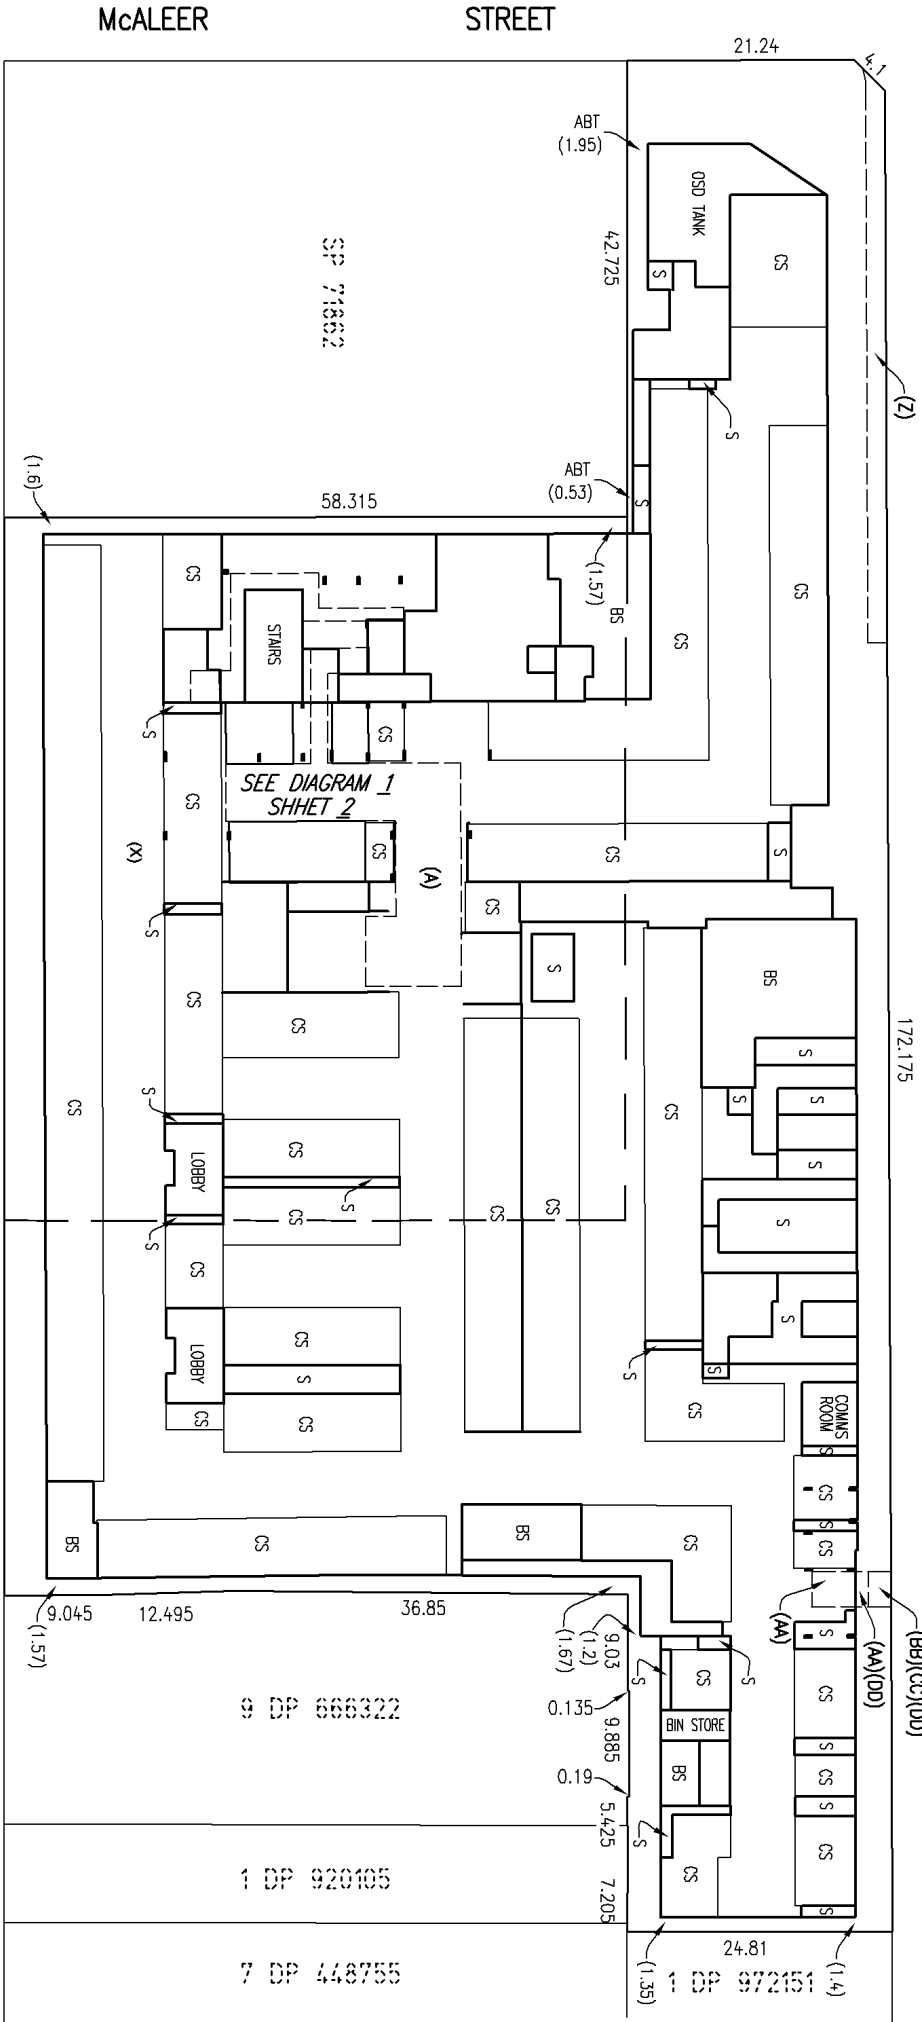 McALEER STREET
21.24
4.1
ABT
(1.95)
OSD TANK
CS
S
42.725
SP 71862
(Z)
S
ABT
(0.53)
S
(1.6)
58.315
(1.57)
BS
CS
CS
CS
STAIRS
S
CS
SEE DIAGRAM 1
SHHET 2
CS
(X)
CS
(A)
CS
S
CS
S
S
BS
172.175
CS
CS
S
S
S
S
CS
CS
S
CS
LOBBY
S
CS
S
CS
CS
CS
S
S
CS
CS
S
LOBBY
S
S
S
CS
CS
CS
COMMS
ROOM
S
CS
BS
CS
BS
CS
S
CS
9.045
(1.57)
12.495
36.85
(1.67)
(1.2)
9.03
(AA)
(AA)(DD)
(BB)(CC)(DD)
S
S
S
CS
CS
9 DP 666322
0.135
9.885
BIN STORE
S
0.19
BS
CS
S
5.425
S
CS
CS
1 DP 920105
7.205
S
24.81
(1.35)
(1.4)
7 DP 448755
1 DP 972151